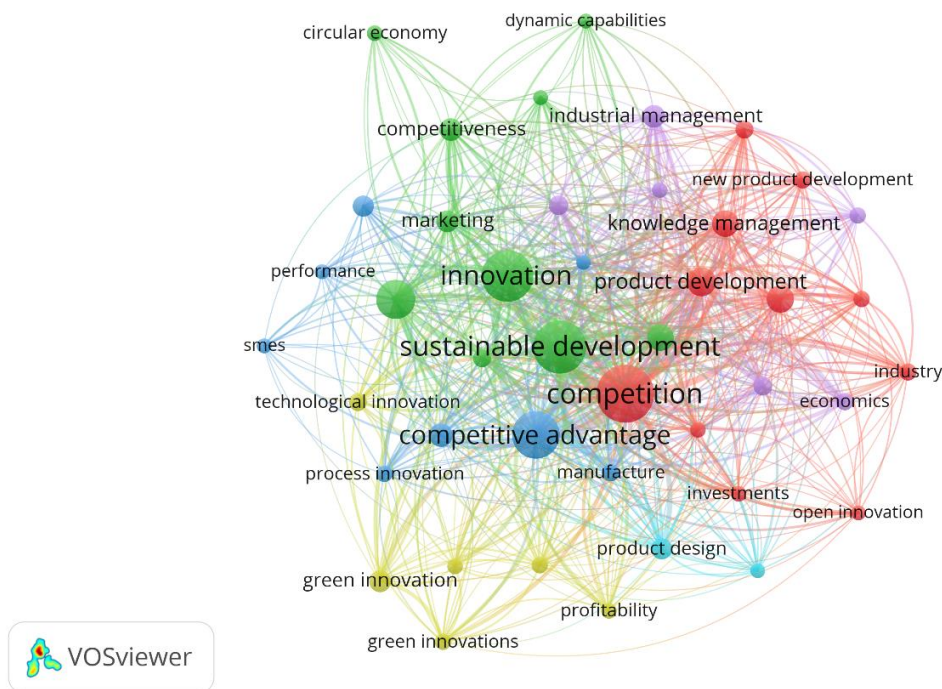 dynamic capabilities
circular economy
industrial management
competitiveness
new product development
marketing
knowledge management
performance
innovation
product development
smes
sustainable development
industry
technological innovation
competition
economics
competitive advantage
process innovation
manufacture
investments
open innovation
product design
green innovation
profitability
green innovations
VOSviewer